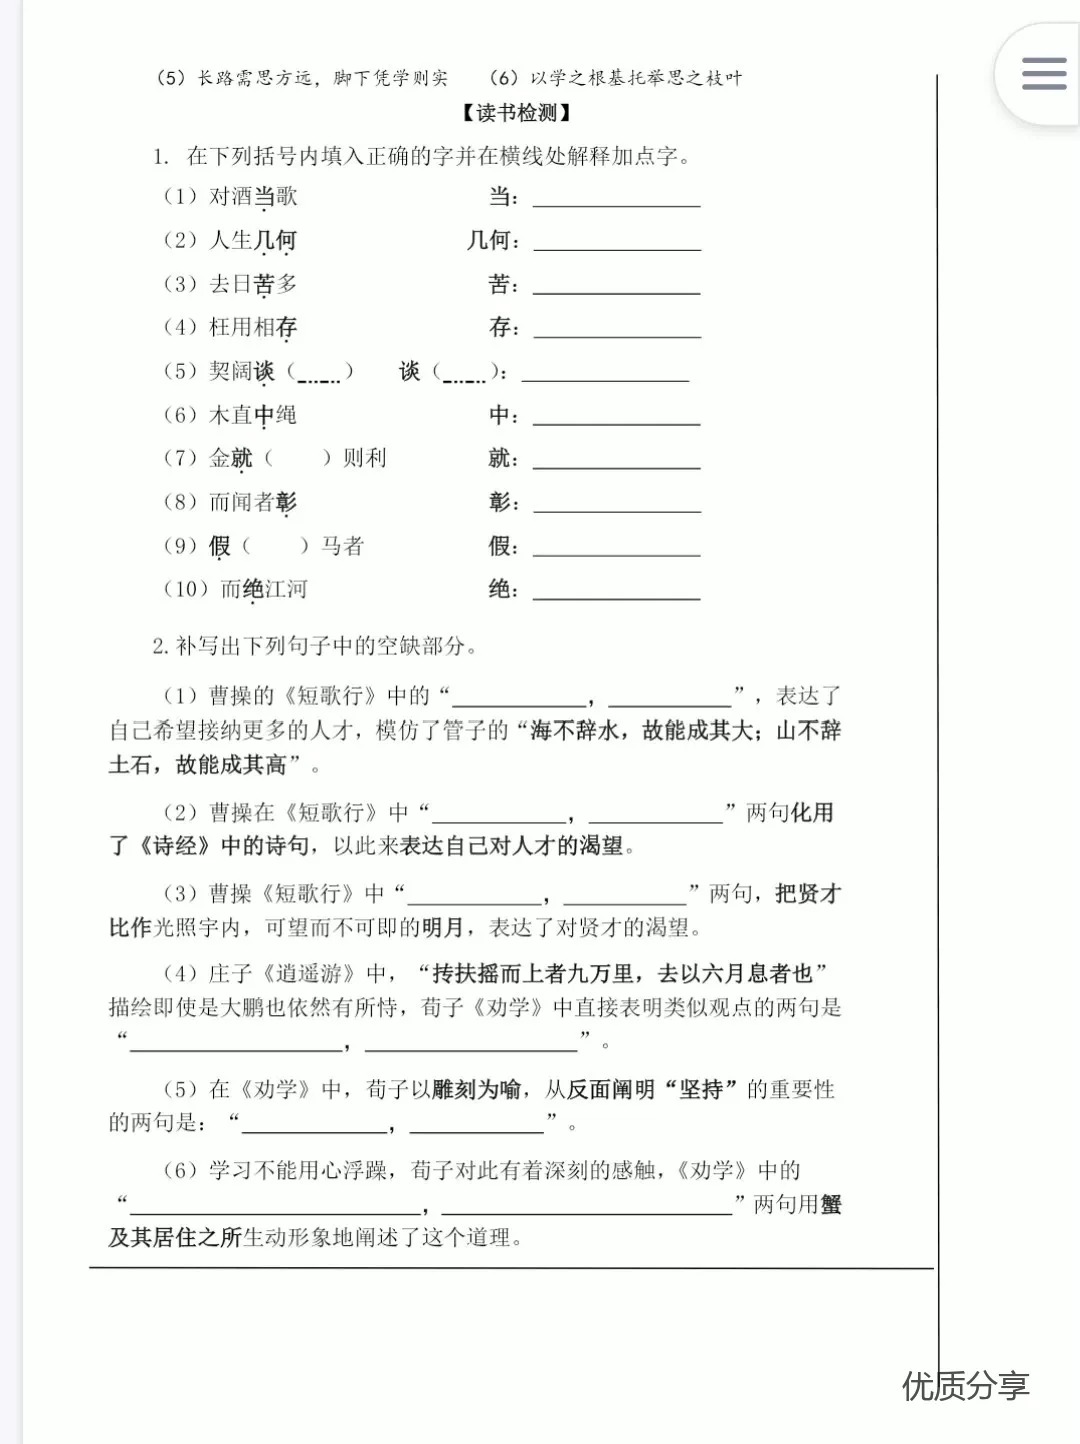 （5）长路需思方远，脚下凭学则实 （6）以学之根基托举思之枝叶
【读书检测】
1. 在下列括号内填入正确的字并在横线处解释加点字。
（1）对酒当歌 当：
（2）人生几何 几何：
（3）去日苦多 苦：
（4）枉用相存 存：
（5）契阔谈（ ） 谈（ ）：
（6）木直中绳 中：
（7）金就（ ）则利 就：
（8）而闻者彰 彰：
（9）假（ ）马者 假：
（10）而绝江河 绝：
2.补写出下列句子中的空缺部分。
（1）曹操的《短歌行》中的“____________，____________”，表达了
自己希望接纳更多的人才，模仿了管子的“海不辞水，故能成其大；山不辞
土石，故能成其高”。
（2）曹操在《短歌行》中“____________，____________”两句化用
了《诗经》中的诗句，以此来表达自己对人才的渴望。
（3）曹操《短歌行》中“____________，____________”两句，把贤才
比作光照宇内，可望而不可即的明月，表达了对贤才的渴望。
（4）庄子《逍遥游》中，“抟扶摇而上者九万里，去以六月息者也”
描绘即使是大鹏也依然有所恃，荀子《劝学》中直接表明类似观点的两句是
“____________，____________”。
（5）在《劝学》中，荀子以雕刻为喻，从反面阐明“坚持”的重要性
的两句是：“____________，____________”。
（6）学习不能用心浮躁，荀子对此有着深刻的感触，《劝学》中的
“____________，____________”两句用蟹
及其居住之所生动形象地阐述了这个道理。
优质分享